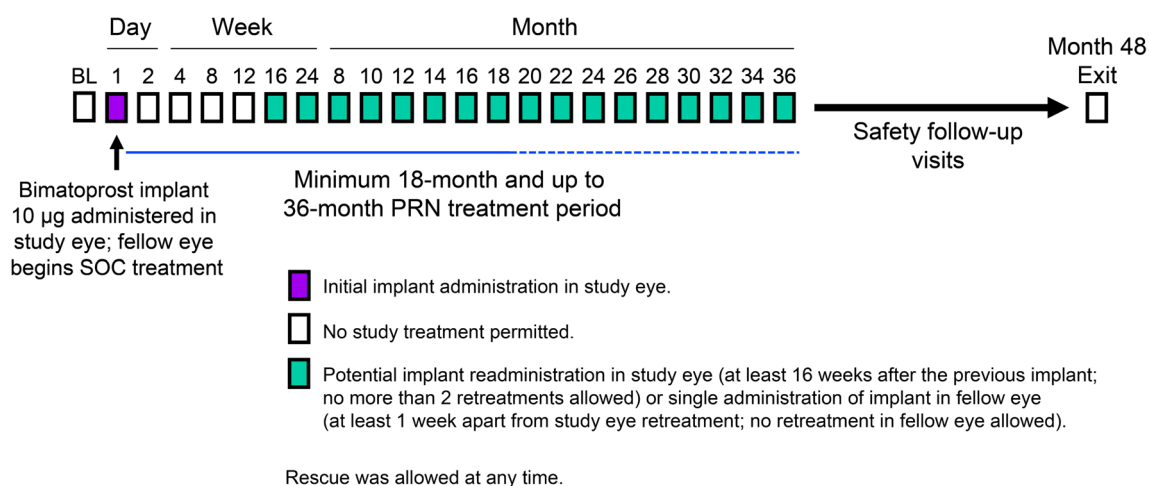 Day Week Month
Month 48
Exit
BL 1 2 4 8 12 16 24 8 10 12 14 16 18 20 22 24 26 28 30 32 34 36
Safety follow-up
visits
Minimum 18-month and up to
36-month PRN treatment period
Bimatoprost implant
10 µg administered in
study eye; fellow eye
begins SOC treatment
Initial implant administration in study eye.
No study treatment permitted.
Potential implant readministration in study eye (at least 16 weeks after the previous implant;
no more than 2 retreatments allowed) or single administration of implant in fellow eye
(at least 1 week apart from study eye retreatment; no retreatment in fellow eye allowed).
Rescue was allowed at any time.